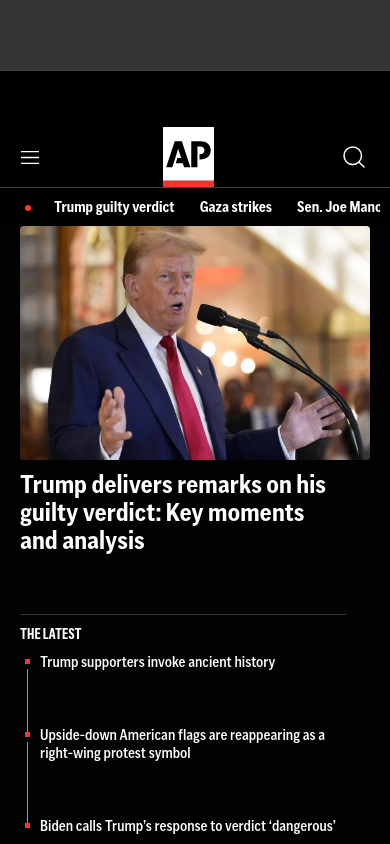 AP
Trump guilty verdict Gaza strikes Sen. Joe Manc
Trump delivers remarks on his
guilty verdict: Key moments
and analysis
THE LATEST
Trump supporters invoke ancient history
Upside-down American flags are reappearing as a
right-wing protest symbol
Biden calls Trump’s response to verdict ‘dangerous’